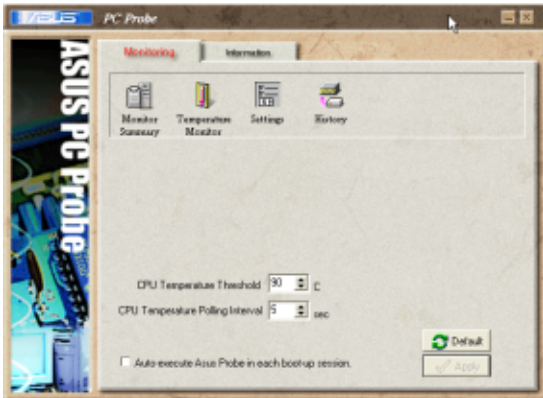 ASUS
PC Probe
ASUS PC Probe
Monitoring
Information
Monitor
Summary
Temperature
Monitor
Settings
History
CPU Temperature Threshold 90 C
CPU Temperature Polling Interval 5 sec
Auto execute Asus Probe in each boot-up session.
Default
Apply